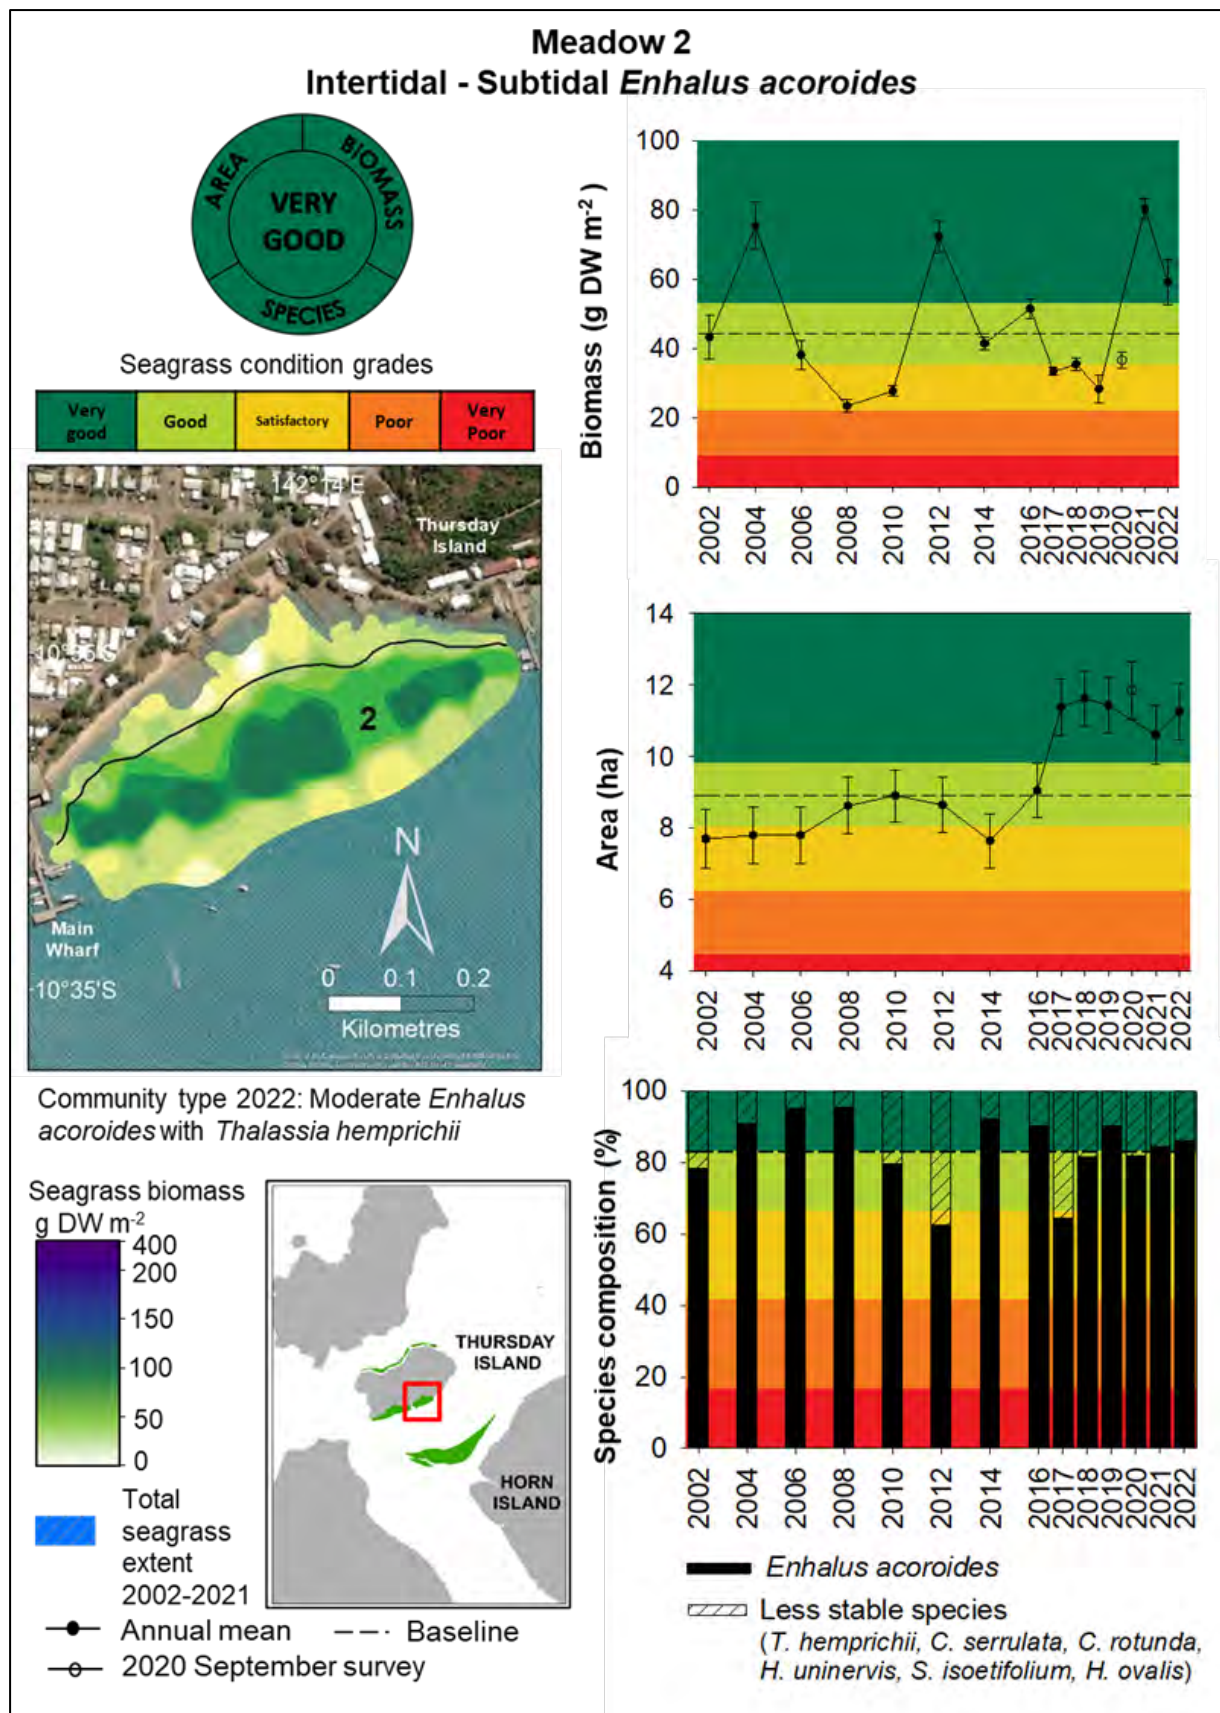 Meadow 2
Intertidal - Subtidal Enhalus acoroides
AREA
BIOMASS
SPECIES
VERY
GOOD
Seagrass condition grades
Very
good
Good
Satisfactory
Poor
Very
Poor
142°14'E
Thursday
Island
10°35'S
2
N
Main
Wharf
10°35'S
0 0.1 0.2
Kilometres
Community type 2022: Moderate Enhalus
acoroides with Thalassia hemprichii
Seagrass biomass
g DW m-2
400
200
150
100
50
0
Total
seagrass
extent
2002-2021
THURSDAY
ISLAND
HORN
ISLAND
Annual mean
Baseline
2020 September survey
Biomass (g DW m-2 )
100
80
60
40
20
0
2002
2004
2006
2008
2010
2012
2014
2016
2017
2018
2019
2020
2021
2022
Area (ha)
14
12
10
8
6
4
2002
2004
2006
2008
2010
2012
2014
2016
2017
2018
2019
2020
2021
2022
Species composition (%)
100
80
60
40
20
0
2002
2004
2006
2008
2010
2012
2014
2016
2017
2018
2019
2020
2021
2022
Enhalus acoroides
Less stable species
(T. hemprichii, C. serrulata, C. rotunda,
H. uninervis, S. isoetifolium, H. ovalis)